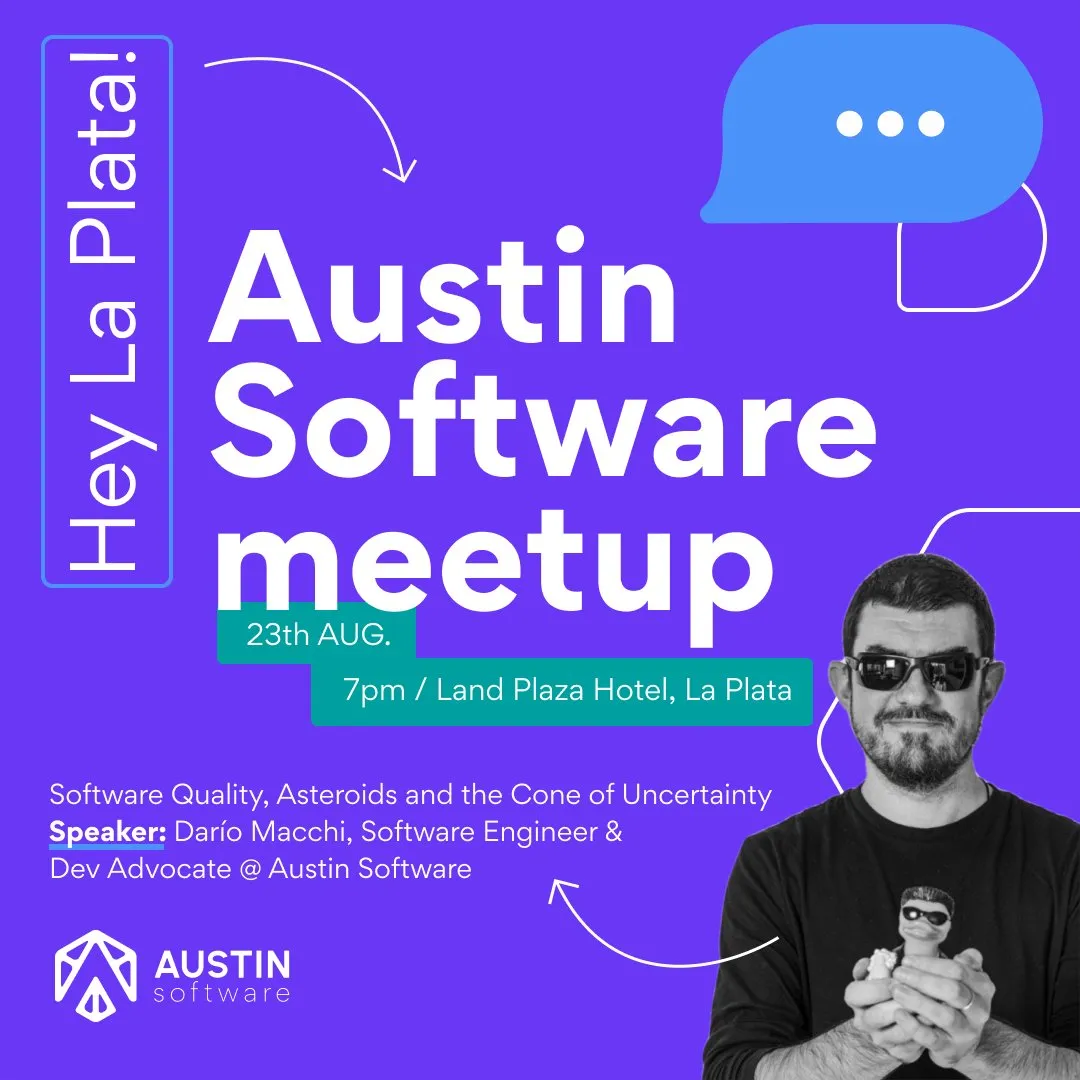 Hey La Plata!
Austin
Software
meetup
23th AUG.
7pm / Land Plaza Hotel, La Plata
Software Quality, Asteroids and the Cone of Uncertainty
Speaker: Darío Macchi, Software Engineer &
Dev Advocate @ Austin Software
AUSTIN
software